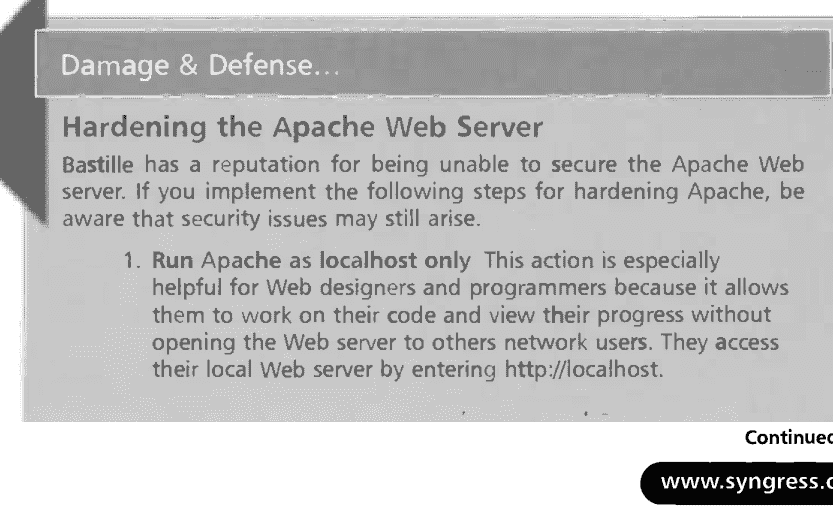 Damage & Defense...
Hardening the Apache Web Server
Bastille has a reputation for being unable to secure the Apache Web
server. If you implement the following steps for hardening Apache, be
aware that security issues may still arise.
1. Run Apache as localhost only This action is especially
helpful for Web designers and programmers because it allows
them to work on their code and view their progress without
opening the Web server to others network users. They access
their local Web server by entering http://localhost.
Continued
www.syngress.c